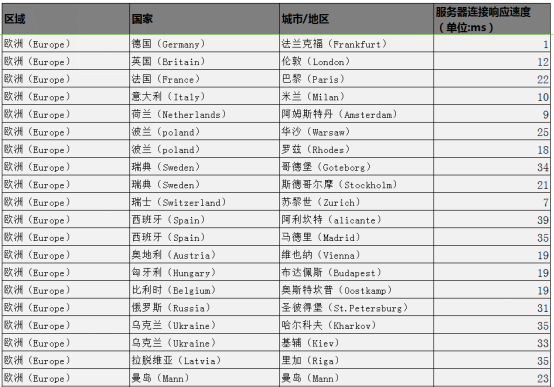 区域 国家 城市/地区 服务器连接响应速度
（单位:ms）
欧洲（Europe） 德国（Germany） 法兰克福（Frankfurt） 1
欧洲（Europe） 英国（Britain） 伦敦（London） 12
欧洲（Europe） 法国（France） 巴黎（Paris） 22
欧洲（Europe） 意大利（Italy） 米兰（Milan） 10
欧洲（Europe） 荷兰（Netherlands） 阿姆斯特丹（Amsterdam） 9
欧洲（Europe） 波兰（poland） 华沙（Warsaw） 25
欧洲（Europe） 波兰（poland） 罗兹（Rhodes） 18
欧洲（Europe） 瑞典（Sweden） 哥德堡（Goteborg） 34
欧洲（Europe） 瑞典（Sweden） 斯德哥尔摩（Stockholm） 21
欧洲（Europe） 瑞士（Switzerland） 苏黎世（Zurich） 7
欧洲（Europe） 西班牙（Spain） 阿利坎特（alicante） 39
欧洲（Europe） 西班牙（Spain） 马德里（Madrid） 35
欧洲（Europe） 奥地利（Austria） 维也纳（Vienna） 19
欧洲（Europe） 匈牙利（Hungary） 布达佩斯（Budapest） 19
欧洲（Europe） 比利时（Belgium） 奥斯特坎普（Oostkamp） 19
欧洲（Europe） 俄罗斯（Russia） 圣彼得堡（St.Petersburg） 31
欧洲（Europe） 乌克兰（Ukraine） 哈尔科夫（Kharkov） 35
欧洲（Europe） 乌克兰（Ukraine） 基辅（Kiev） 33
欧洲（Europe） 拉脱维亚（Latvia） 里加（Riga） 35
欧洲（Europe） 曼岛（Mann） 曼岛（Mann） 23